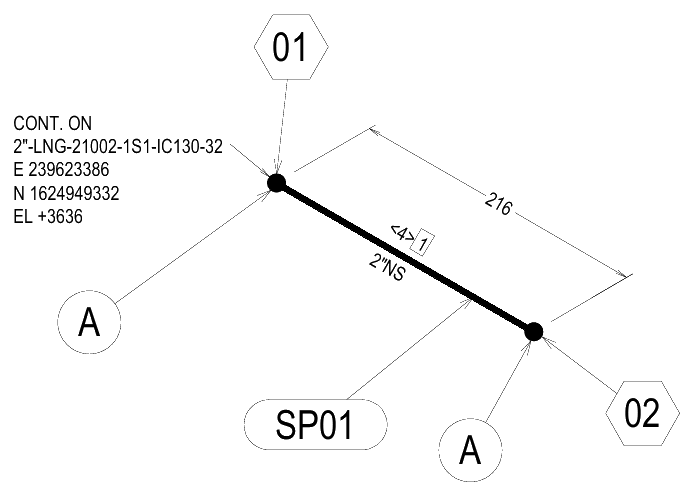 01
CONT. ON
2"-LNG-21002-1S1-IC130-32
E 239623386
N 1624949332
EL +3636
216
<4> 1
2"NS
A
SP01
A
02